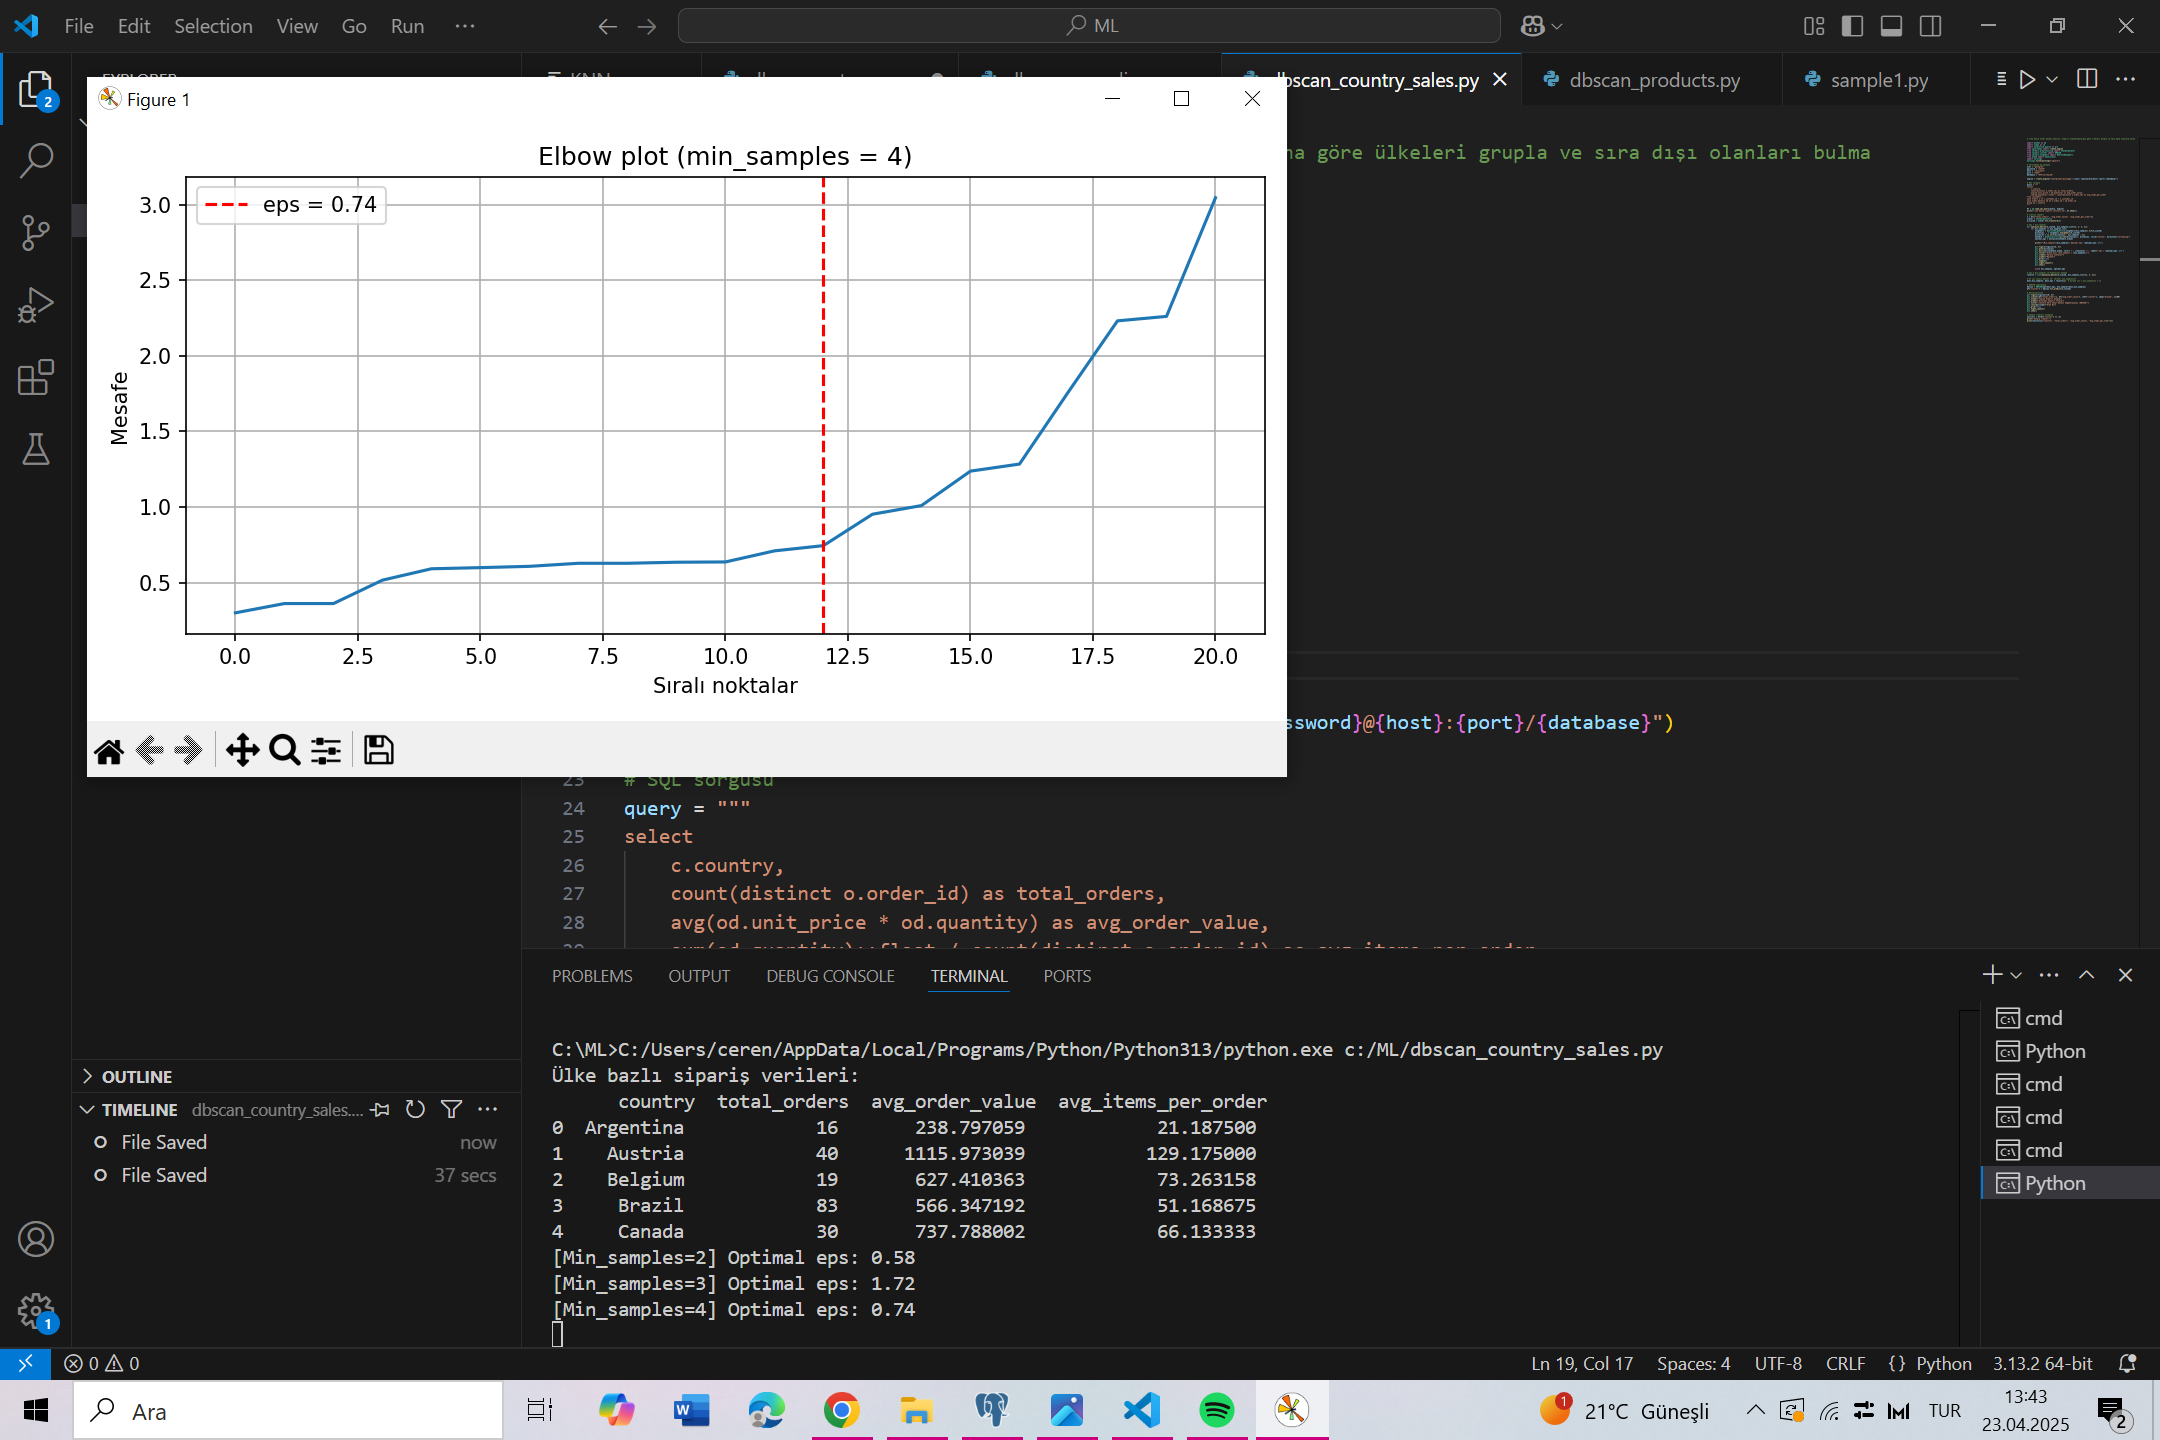 File Edit Selection View Go Run ···
ML
dbscan_country_sales.py
dbscan_products.py
sample1.py
2
Figure 1
na göre ülkeleri grupla ve sıra dışı olanları bulma
Elbow plot (min_samples = 4)
eps = 0.74
Mesafe
3.0
2.5
2.0
1.5
1.0
0.5
0.0 2.5 5.0 7.5 10.0 12.5 15.0 17.5 20.0
Sıralı noktalar
ssword}@{host}:{port}/{database}")
23 # SQL sorgusu
24 query = """
25 select
26 c.country,
27 count(distinct o.order_id) as total_orders,
28 avg(od.unit_price * od.quantity) as avg_order_value,
PROBLEMS OUTPUT DEBUG CONSOLE TERMINAL PORTS
C:\ML>C:/Users/ceren/AppData/Local/Programs/Python/Python313/python.exe c:/ML/dbscan_country_sales.py
Ülke bazlı sipariş verileri:
country total_orders avg_order_value avg_items_per_order
0 Argentina 16 238.797059 21.187500
1 Austria 40 1115.973039 129.175000
2 Belgium 19 627.410363 73.263158
3 Brazil 83 566.347192 51.168675
4 Canada 30 737.788002 66.133333
[Min_samples=2] Optimal eps: 0.58
[Min_samples=3] Optimal eps: 1.72
[Min_samples=4] Optimal eps: 0.74
cmd
Python
cmd
cmd
cmd
Python
OUTLINE
TIMELINE dbscan_country_sales....
File Saved now
File Saved 37 secs
1
0 0
Ln 19, Col 17 Spaces: 4 UTF-8 CRLF {} Python 3.13.2 64-bit
Ara
1
21°C Güneşli
TUR
13:43
23.04.2025
2